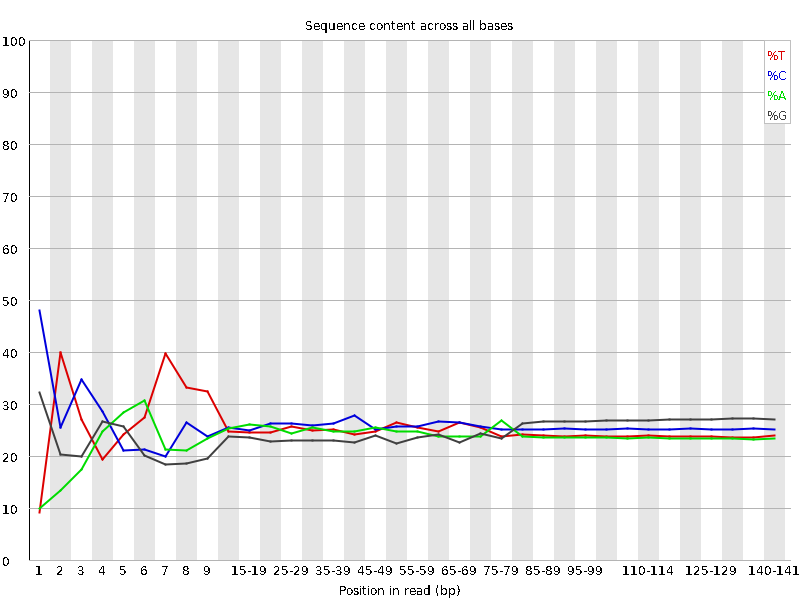 Sequence content across all bases
100
90
80
70
60
50
40
30
20
10
0
%T
%C
%A
%G
1 2 3 4 5 6 7 8 9 15-19 25-29 35-39 45-49 55-59 65-69 75-79 85-89 95-99 110-114 125-129 140-141
Position in read (bp)